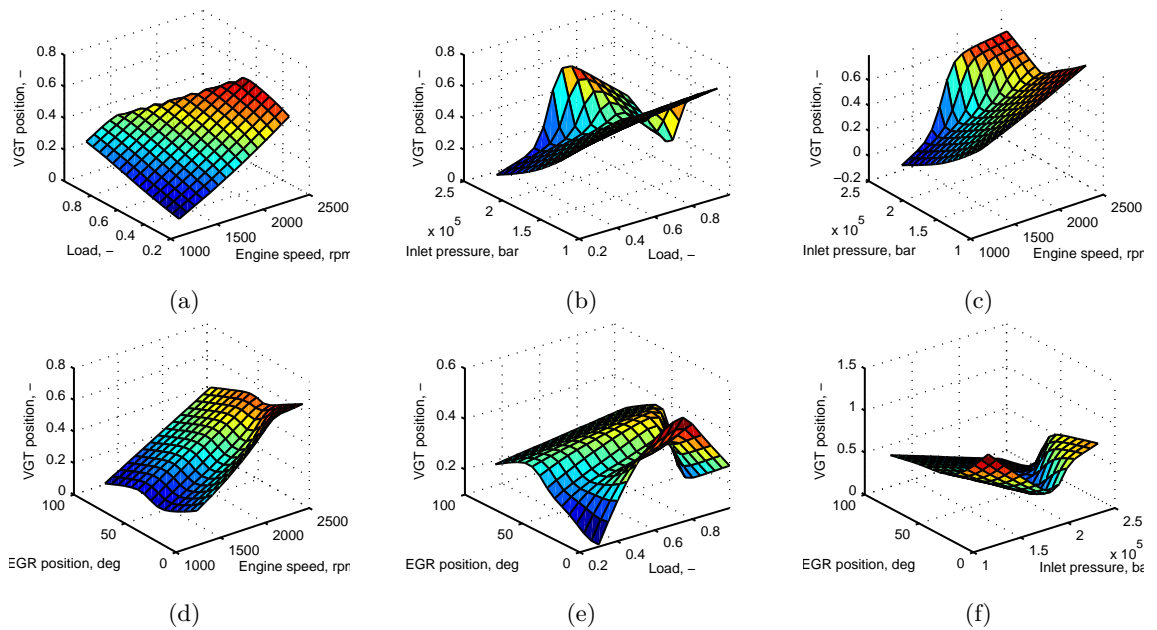 0.8
0.6
0.4
0.2
0
VGT position, –
0.8
0.6
0.4
0.2
Load, –
1000
1500
2000
2500
Engine speed, rpm
(a)
0.8
0.6
0.4
0.2
0
VGT position, –
2.5
2
1.5
1
x 10^5
Inlet pressure, bar
0.2
0.4
0.6
0.8
Load, –
(b)
0.6
0.4
0.2
0
–0.2
VGT position, –
2.5
2
1.5
1
x 10^5
Inlet pressure, bar
1000
1500
2000
2500
Engine speed, rpm
(c)
0.8
0.6
0.4
0.2
0
VGT position, –
100
50
0
EGR position, deg
1000
1500
2000
2500
Engine speed, rpm
(d)
0.6
0.4
0.2
VGT position, –
100
50
0
EGR position, deg
0.2
0.4
0.6
0.8
Load, –
(e)
1.5
1
0.5
0
VGT position, –
100
50
0
EGR position, deg
1
1.5
2
2.5
x 10^5
Inlet pressure, ba
(f)